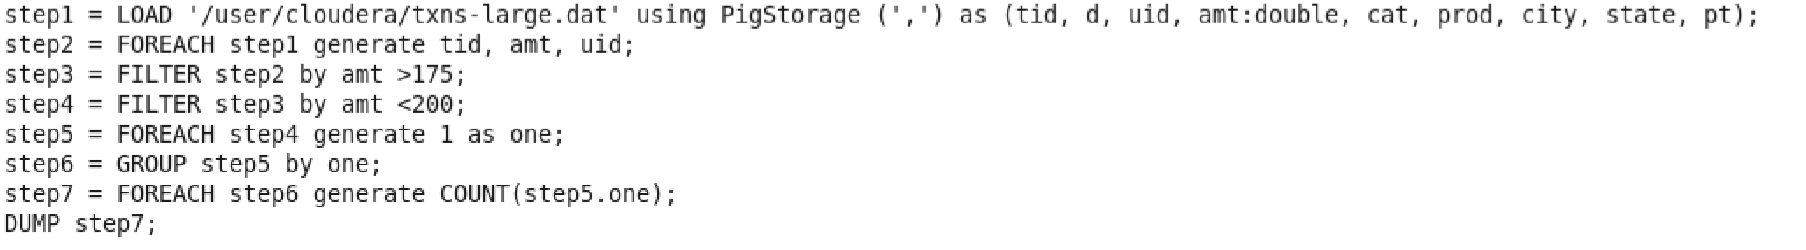 step1 = LOAD '/user/cloudera/txns-large.dat' using PigStorage (',') as (tid, d, uid, amt:double, cat, prod, city, state, pt);
step2 = FOREACH step1 generate tid, amt, uid;
step3 = FILTER step2 by amt >175;
step4 = FILTER step3 by amt <200;
step5 = FOREACH step4 generate 1 as one;
step6 = GROUP step5 by one;
step7 = FOREACH step6 generate COUNT(step5.one);
DUMP step7;